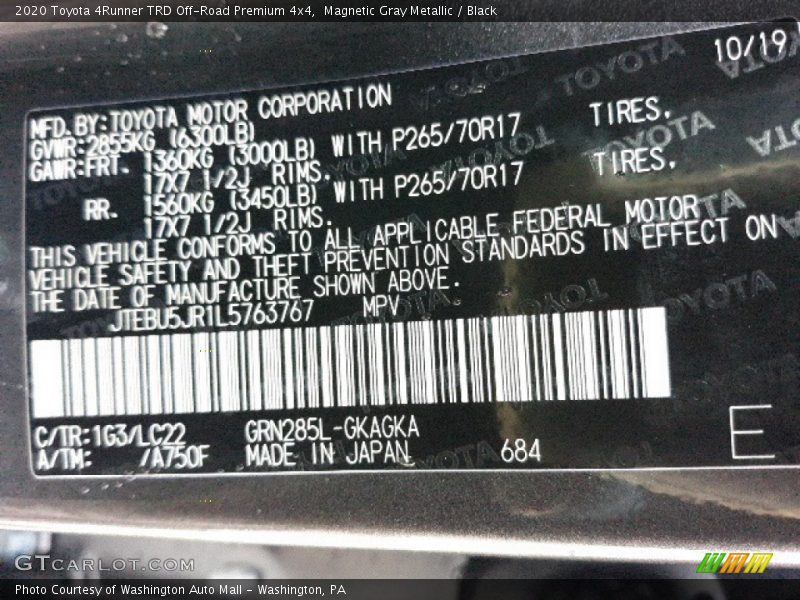 2020 Toyota 4Runner TRD Off-Road Premium 4x4,  Magnetic Gray Metallic / Black
10/19
MFD.BY:TOYOTA MOTOR CORPORATION
GVWR:2855KG (6300LB)
GAWR:FRT. 1360KG (3000LB) WITH P265/70R17 TIRES,
17X7 1/2J RIMS.
RR. 1560KG (3450LB) WITH P265/70R17 TIRES,
17X7 1/2J RIMS.
THIS VEHICLE CONFORMS TO ALL APPLICABLE FEDERAL MOTOR
VEHICLE SAFETY AND THEFT PREVENTION STANDARDS IN EFFECT ON
THE DATE OF MANUFACTURE SHOWN ABOVE.
JTEBU5JR1L5763767 MPV
C/TR:1G3/LC22 GRN285L-GKAGKA
A/TM: /A750F MADE IN JAPAN 684
E
GTCARLOT.COM
Photo Courtesy of Washington Auto Mall - Washington, PA